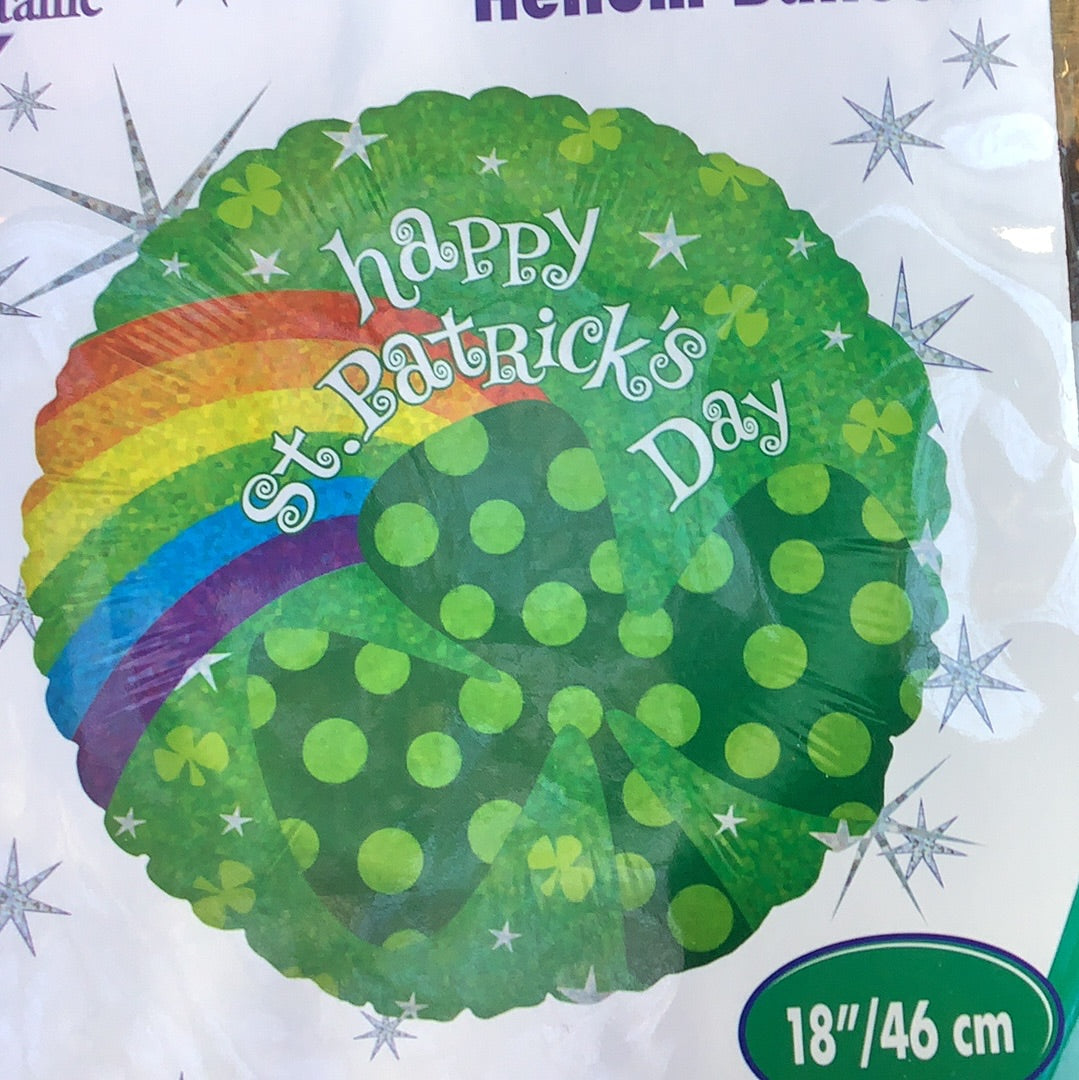 happy
St. Patrick's
Day
18"/46 cm